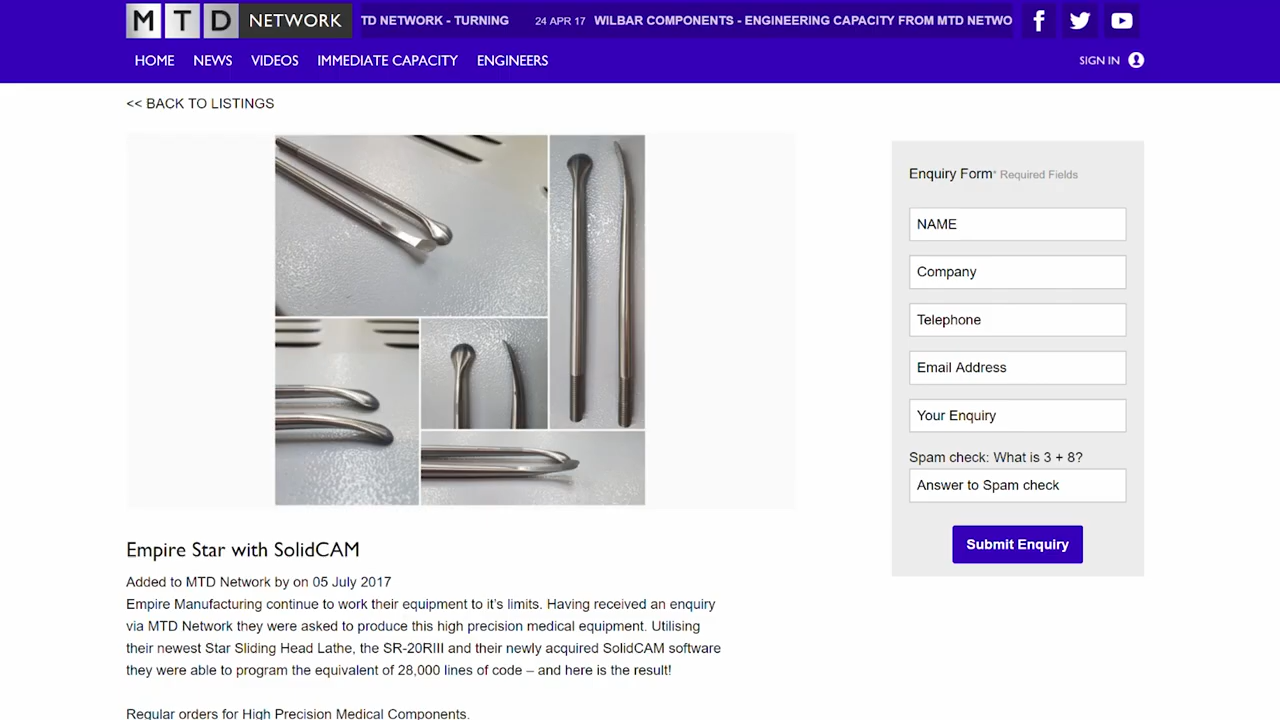 MTD NETWORK
TD NETWORK - TURNING 24 APR 17 WILBAR COMPONENTS - ENGINEERING CAPACITY FROM MTD NETWO
HOME NEWS VIDEOS IMMEDIATE CAPACITY ENGINEERS SIGN IN
<< BACK TO LISTINGS
Enquiry Form* Required Fields
NAME
Company
Telephone
Email Address
Your Enquiry
Spam check: What is 3 + 8?
Answer to Spam check
Submit Enquiry
Empire Star with SolidCAM
Added to MTD Network by on 05 July 2017
Empire Manufacturing continue to work their equipment to it's limits. Having received an enquiry
via MTD Network they were asked to produce this high precision medical equipment. Utilising
their newest Star Sliding Head Lathe, the SR-20RIII and their newly acquired SolidCAM software
they were able to program the equivalent of 28,000 lines of code – and here is the result!
Regular orders for High Precision Medical Components.